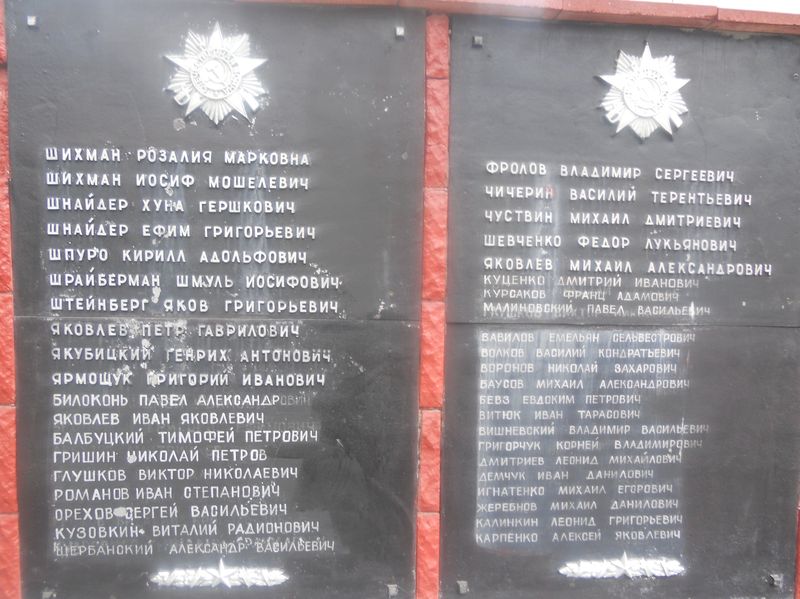 ШИХМАН РОЗАЛИЯ МАРКОВНА
ШИХМАН ИОСИФ МОШЕЛЕВИЧ
ШНАЙДЕР ХУНА ГЕРШКОВИЧ
ШНАЙДЕР ЕФИМ ГРИГОРЬЕВИЧ
ШПУРО КИРИЛЛ АДОЛЬФОВИЧ
ШРАЙБЕРМАН ШМУЛЬ ИОСИФОВИЧ
ШТЕЙНБЕРГ ЯКОВ ГРИГОРЬЕВИЧ
ЯКОВЛЕВ ПЕТР ГАВРИЛОВИЧ
ЯКУБИЦКИЙ ГЕНРИХ АНТОНОВИЧ
ЯРМОЩУК ГРИГОРИЙ ИВАНОВИЧ
БИЛОКОНЬ ПАВЕЛ АЛЕКСАНДРОВИЧ
ЯКОВЛЕВ ИВАН ЯКОВЛЕВИЧ
БАЛБУЦКИЙ ТИМОФЕЙ ПЕТРОВИЧ
ГРИШИН НИКОЛАЙ ПЕТРОВ
ГЛУШКОВ ВИКТОР НИКОЛАЕВИЧ
РОМАНОВ ИВАН СТЕПАНОВИЧ
ОРЕХОВ СЕРГЕЙ ВАСИЛЬЕВИЧ
КУЗОВКИН ВИТАЛИЙ РАДИОНОВИЧ
ЩЕРБАНСКИЙ АЛЕКСАНДР ВАСИЛЬЕВИЧ
ФРОЛОВ ВЛАДИМИР СЕРГЕЕВИЧ
ЧИЧЕРИН ВАСИЛИЙ ТЕРЕНТЬЕВИЧ
ЧУСТВИН МИХАИЛ ДМИТРИЕВИЧ
ШЕВЧЕНКО ФЕДОР ЛУКЬЯНОВИЧ
ЯКОВЛЕВ МИХАИЛ АЛЕКСАНДРОВИЧ
КУЦЕНКО ДМИТРИЙ ИВАНОВИЧ
КУРСАКОВ ФРАНЦ АДАМОВИЧ
МАЛИНОВСКИЙ ПАВЕЛ ВАСИЛЬЕВИЧ
ВАВИЛОВ ЕМЕЛЬЯН СЕЛЬВЕСТРОВИЧ
ВОЛКОВ ВАСИЛИЙ КОНДРАТЬЕВИЧ
ВОРОНОВ НИКОЛАЙ ЗАХАРОВИЧ
БАУСОВ МИХАИЛ АЛЕКСАНДРОВИЧ
БЕВЗ ЕВДОКИМ ПЕТРОВИЧ
ВИТЮК ИВАН ТАРАСОВИЧ
ВИШНЕВСКИЙ ВЛАДИМИР ВАСИЛЬЕВИЧ
ГРИГОРЧУК КОРНЕЙ ВЛАДИМИРОВИЧ
ДМИТРИЕВ ЛЕОНИД МИХАЙЛОВИЧ
ДЕМЧУК ИВАН ДАНИЛОВИЧ
ИГНАТЕНКО МИХАИЛ ЕГОРОВИЧ
ЖЕРЕБНОВ МИХАИЛ ДАНИЛОВИЧ
КАЛИНКИН ЛЕОНИД ГРИГОРЬЕВИЧ
КАРПЕНКО АЛЕКСЕЙ ЯКОВЛЕВИЧ